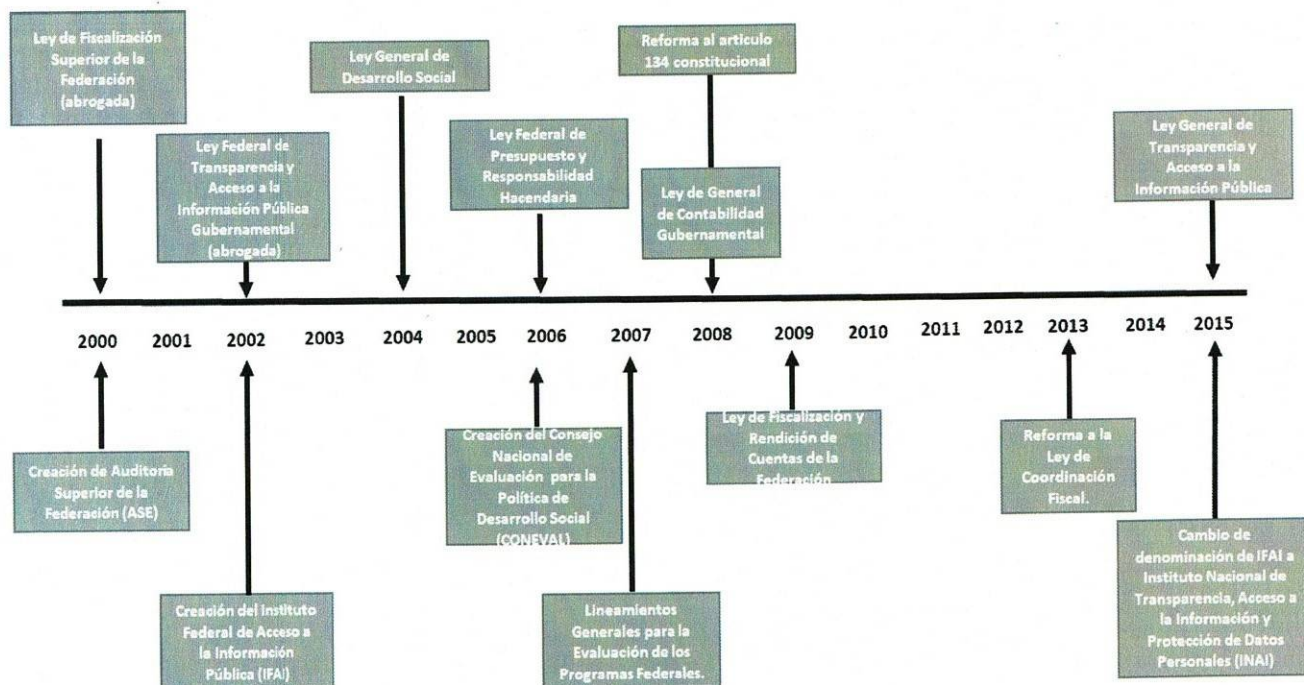 Ley de Fiscalización
Superior de la
Federación
(abrogada)
Ley Federal de
Transparencia y
Acceso a la
Información Pública
Gubernamental
(abrogada)
Ley General de
Desarrollo Social
Ley Federal de
Presupuesto y
Responsabilidad
Hacendaria
Reforma al articulo
134 constitucional
Ley de General
de Contabilidad
Gubernamental
Ley General de
Transparencia y
Acceso a la
Información Pública
2000 2001 2002 2003 2004 2005 2006 2007 2008 2009 2010 2011 2012 2013 2014 2015
Creación de Auditoría
Superior de la
Federación (ASE)
Creación del Instituto
Federal de Acceso a
la Información
Pública (IFAI)
Creación del Consejo
Nacional de
Evaluación para la
Política de
Desarrollo Social
(CONEVAL)
Lineamientos
Generales para la
Evaluación de los
Programas Federales.
Ley de Fiscalización y
Rendición de
Cuentas de la
Federación
Reforma a la
Ley de
Coordinación
Fiscal.
Cambio de
denominación de IFAI a
Instituto Nacional de
Transparencia, Acceso a
la Información y
Protección de Datos
Personales (INAI)